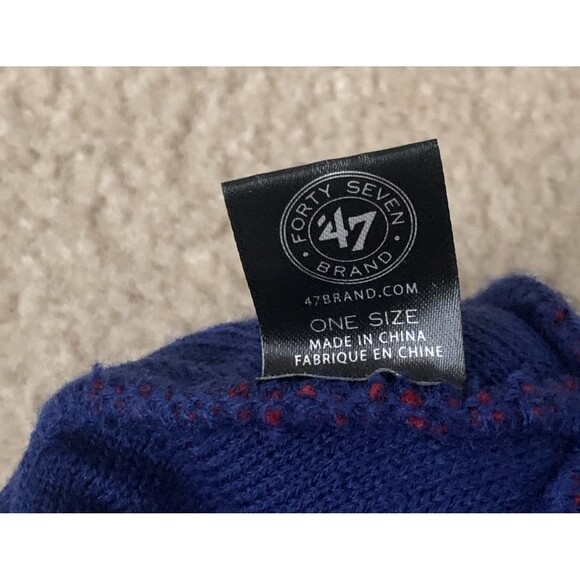 FORTY SEVEN
'47
BRAND
47BRAND.COM
ONE SIZE
MADE IN CHINA
FABRIQUE EN CHINE